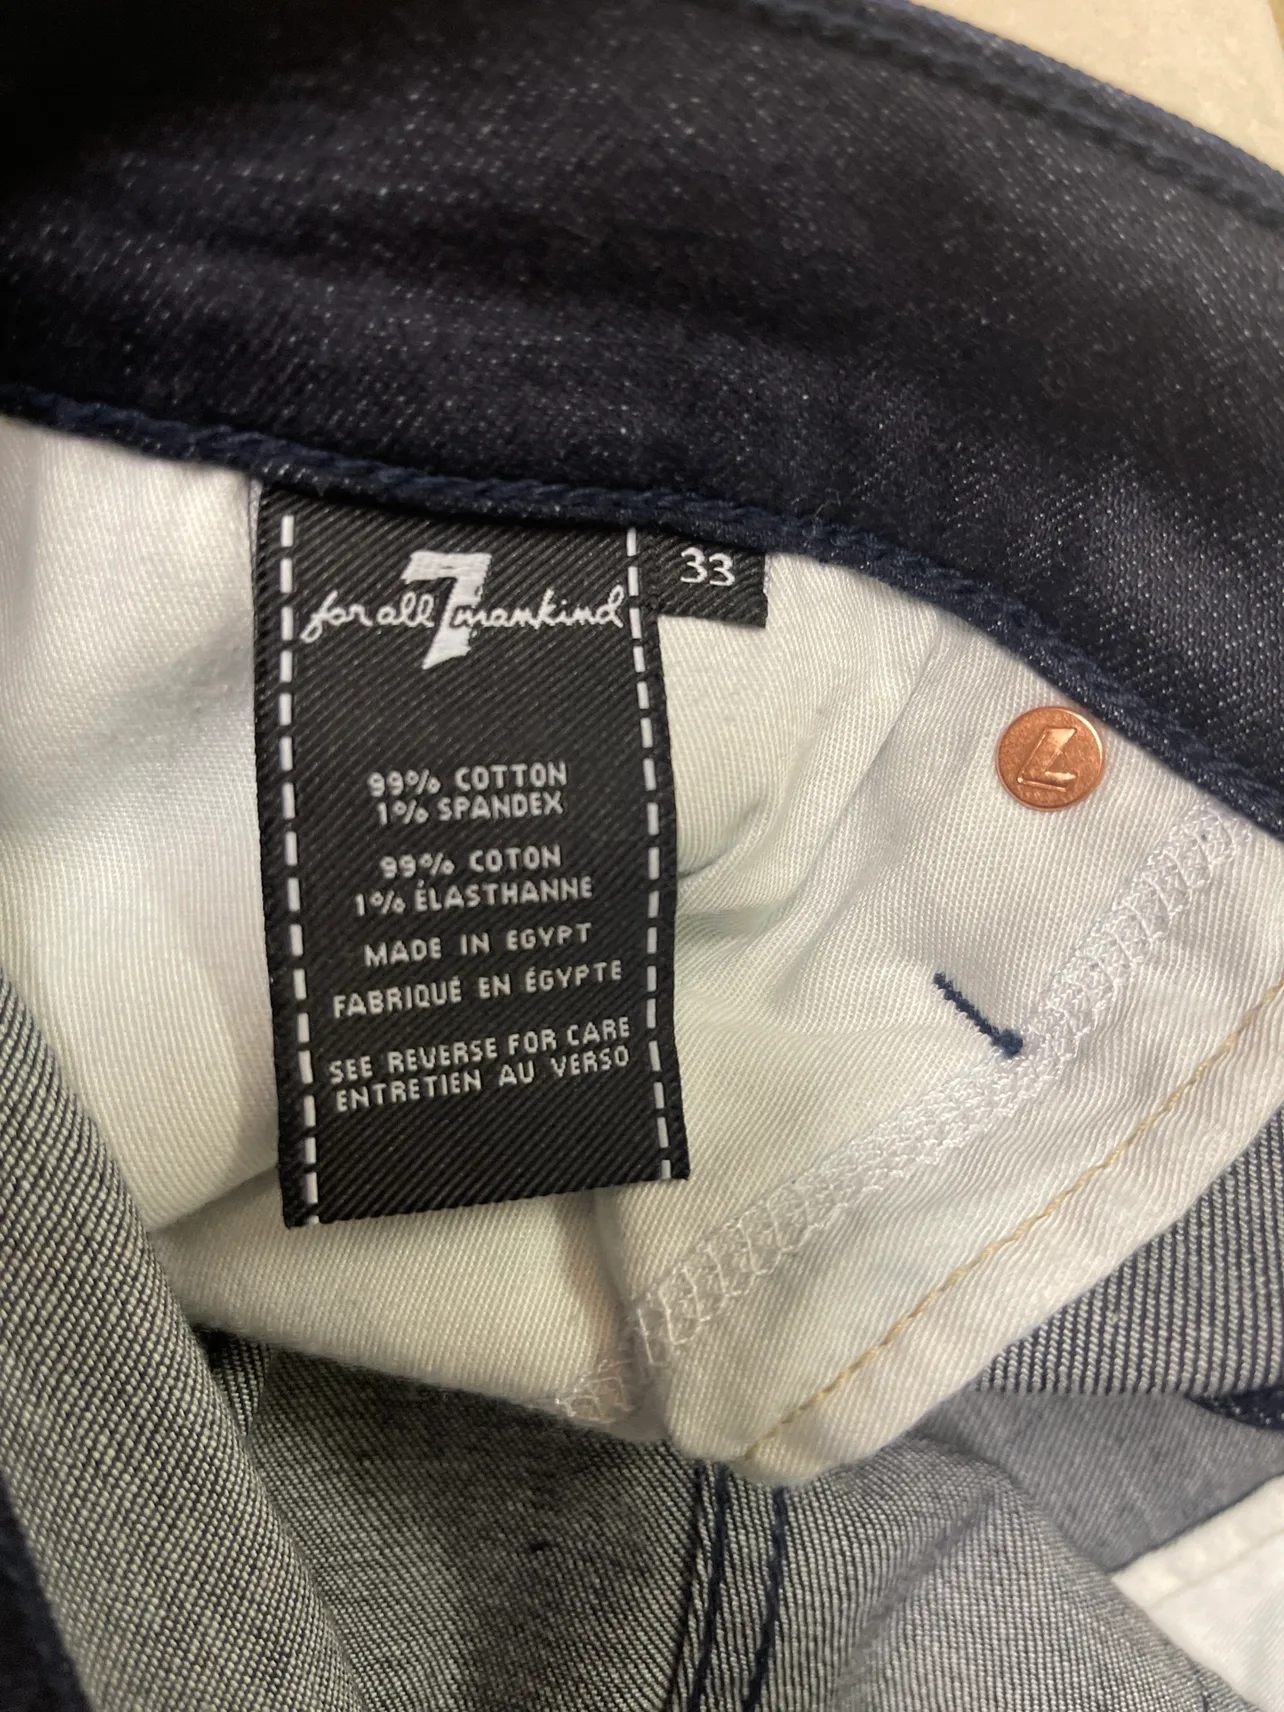 for all 7 mankind
33
99% COTTON
1% SPANDEX
99% COTON
1% ÉLASTHANNE
MADE IN EGYPT
FABRIQUÉ EN ÉGYPTE
SEE REVERSE FOR CARE
ENTRETIEN AU VERSO
7